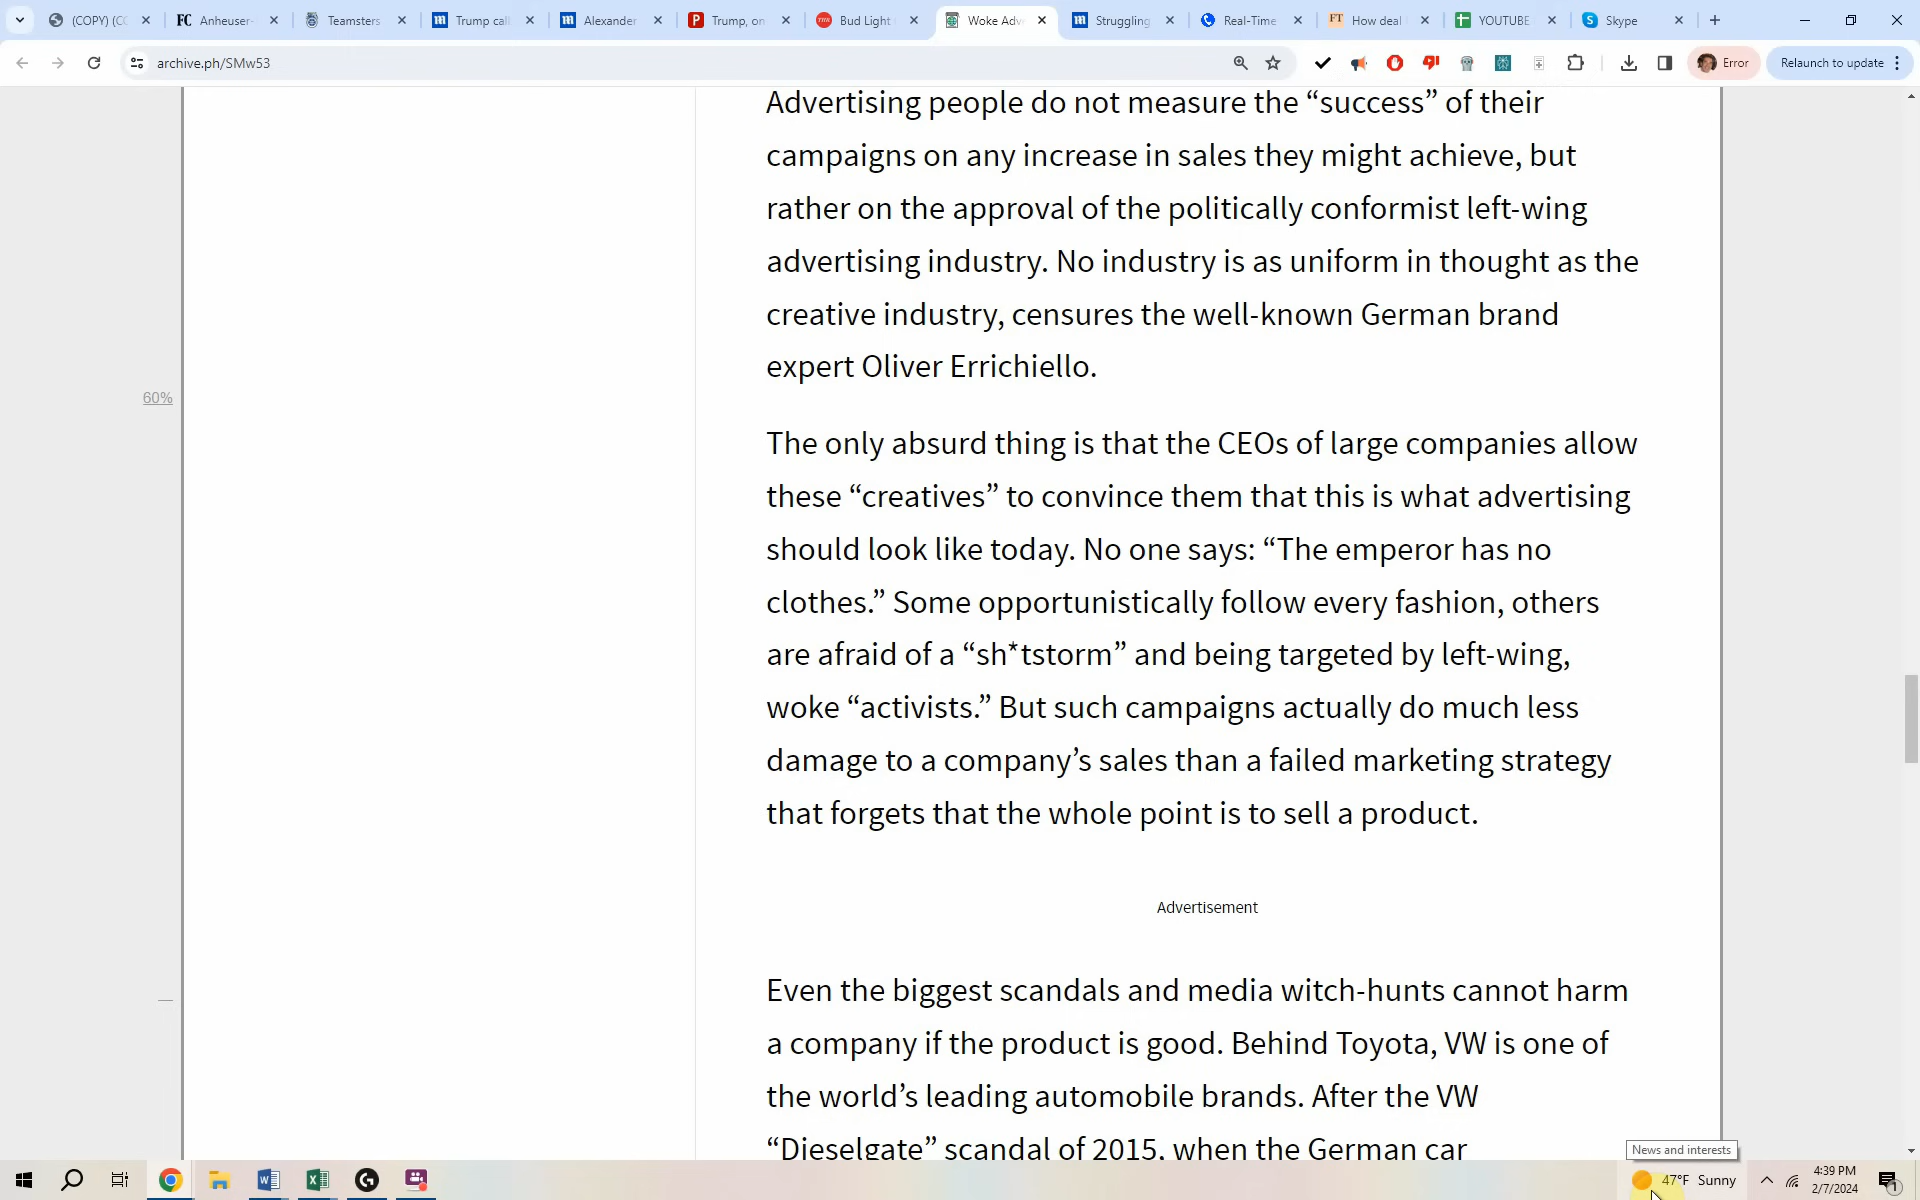 (COPY) (CC
Anheuser-
Teamsters
Trump cal
Alexander
Trump, on
Bud Light
Woke Adv
Struggling
Real-Time
How deal
YOUTUBE
Skype
archive.ph/SMw53
Error
Relaunch to update
Advertising people do not measure the “success” of their
campaigns on any increase in sales they might achieve, but
rather on the approval of the politically conformist left-wing
advertising industry. No industry is as uniform in thought as the
creative industry, censures the well-known German brand
expert Oliver Errichiello.
60%
The only absurd thing is that the CEOs of large companies allow
these “creatives” to convince them that this is what advertising
should look like today. No one says: “The emperor has no
clothes.” Some opportunistically follow every fashion, others
are afraid of a “sh*tstorm” and being targeted by left-wing,
woke “activists.” But such campaigns actually do much less
damage to a company’s sales than a failed marketing strategy
that forgets that the whole point is to sell a product.
Advertisement
Even the biggest scandals and media witch-hunts cannot harm
a company if the product is good. Behind Toyota, VW is one of
the world’s leading automobile brands. After the VW
“Dieselgate” scandal of 2015, when the German car
News and interests
47°F Sunny
4:39 PM
2/7/2024